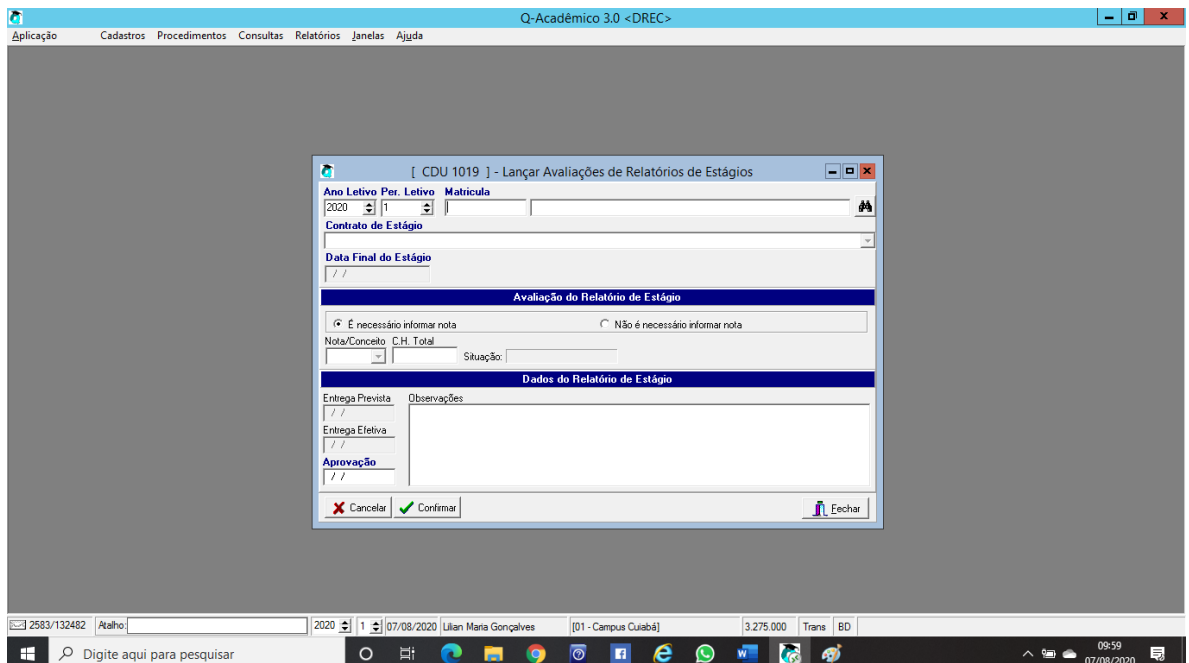 Q-Acadêmico 3.0 <DREC>
Aplicação Cadastros Procedimentos Consultas Relatórios Janelas Ajuda
[ CDU 1019 ] - Lançar Avaliações de Relatórios de Estágios
Ano Letivo Per. Letivo Matrícula
2020 1
Contrato de Estágio
Data Final do Estágio
/ /
Avaliação do Relatório de Estágio
É necessário informar nota Não é necessário informar nota
Nota/Conceito C.H. Total
Situação:
Dados do Relatório de Estágio
Entrega Prevista Observações
/ /
Entrega Efetiva
/ /
Aprovação
/ /
Cancelar Confirmar Fechar
2583/132482 Atalho: 2020 1 07/08/2020 Lilian Maria Gonçalves [01 - Campus Cuiabá] 3.275.000 Trans BD
Digite aqui para pesquisar
09:59
07/08/2020